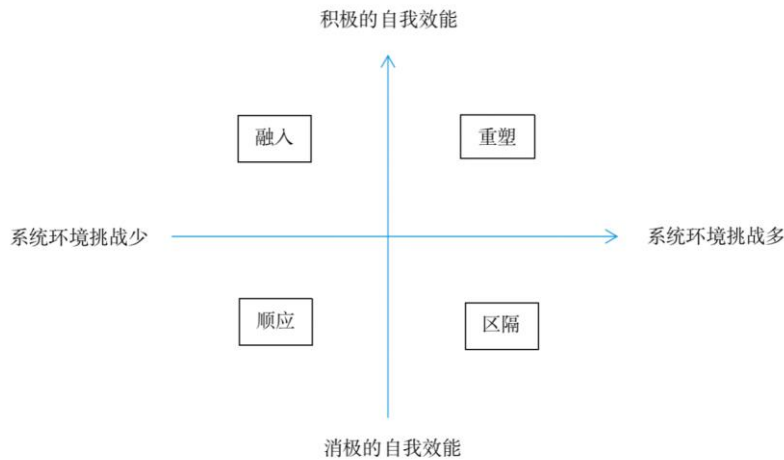 积极的自我效能
融入
重塑
系统环境挑战少
系统环境挑战多
顺应
区隔
消极的自我效能